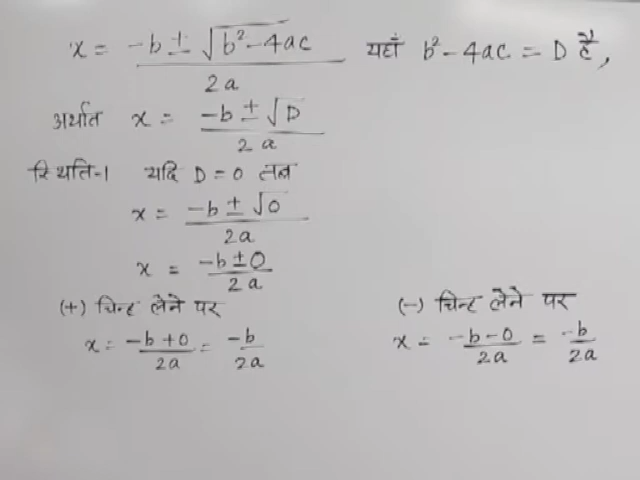 x = -b ± √b² - 4ac / 2a यहाँ b² - 4ac = D है,
अर्थात x = -b ± √D / 2a
स्थिति-1 यदि D = 0 तब
x = -b ± √0 / 2a
x = -b ± 0 / 2a
(+) चिन्ह लेने पर (-) चिन्ह लेने पर
x = -b + 0 / 2a = -b / 2a x = -b - 0 / 2a = -b / 2a